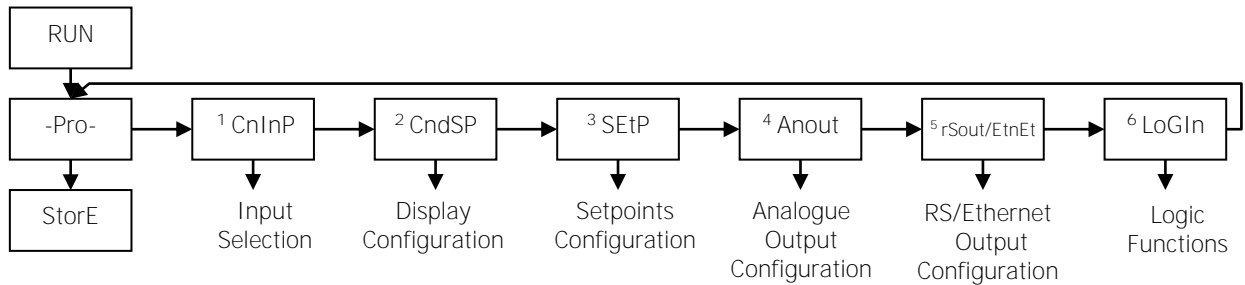 RUN
-Pro-
¹ CnInP
² CndSP
³ SEtP
⁴ Anout
⁵ rSout/EtnEt
⁶ LoGIn
StorE
Input
Selection
Display
Configuration
Setpoints
Configuration
Analogue
Output
Configuration
RS/Ethernet
Output
Configuration
Logic
Functions